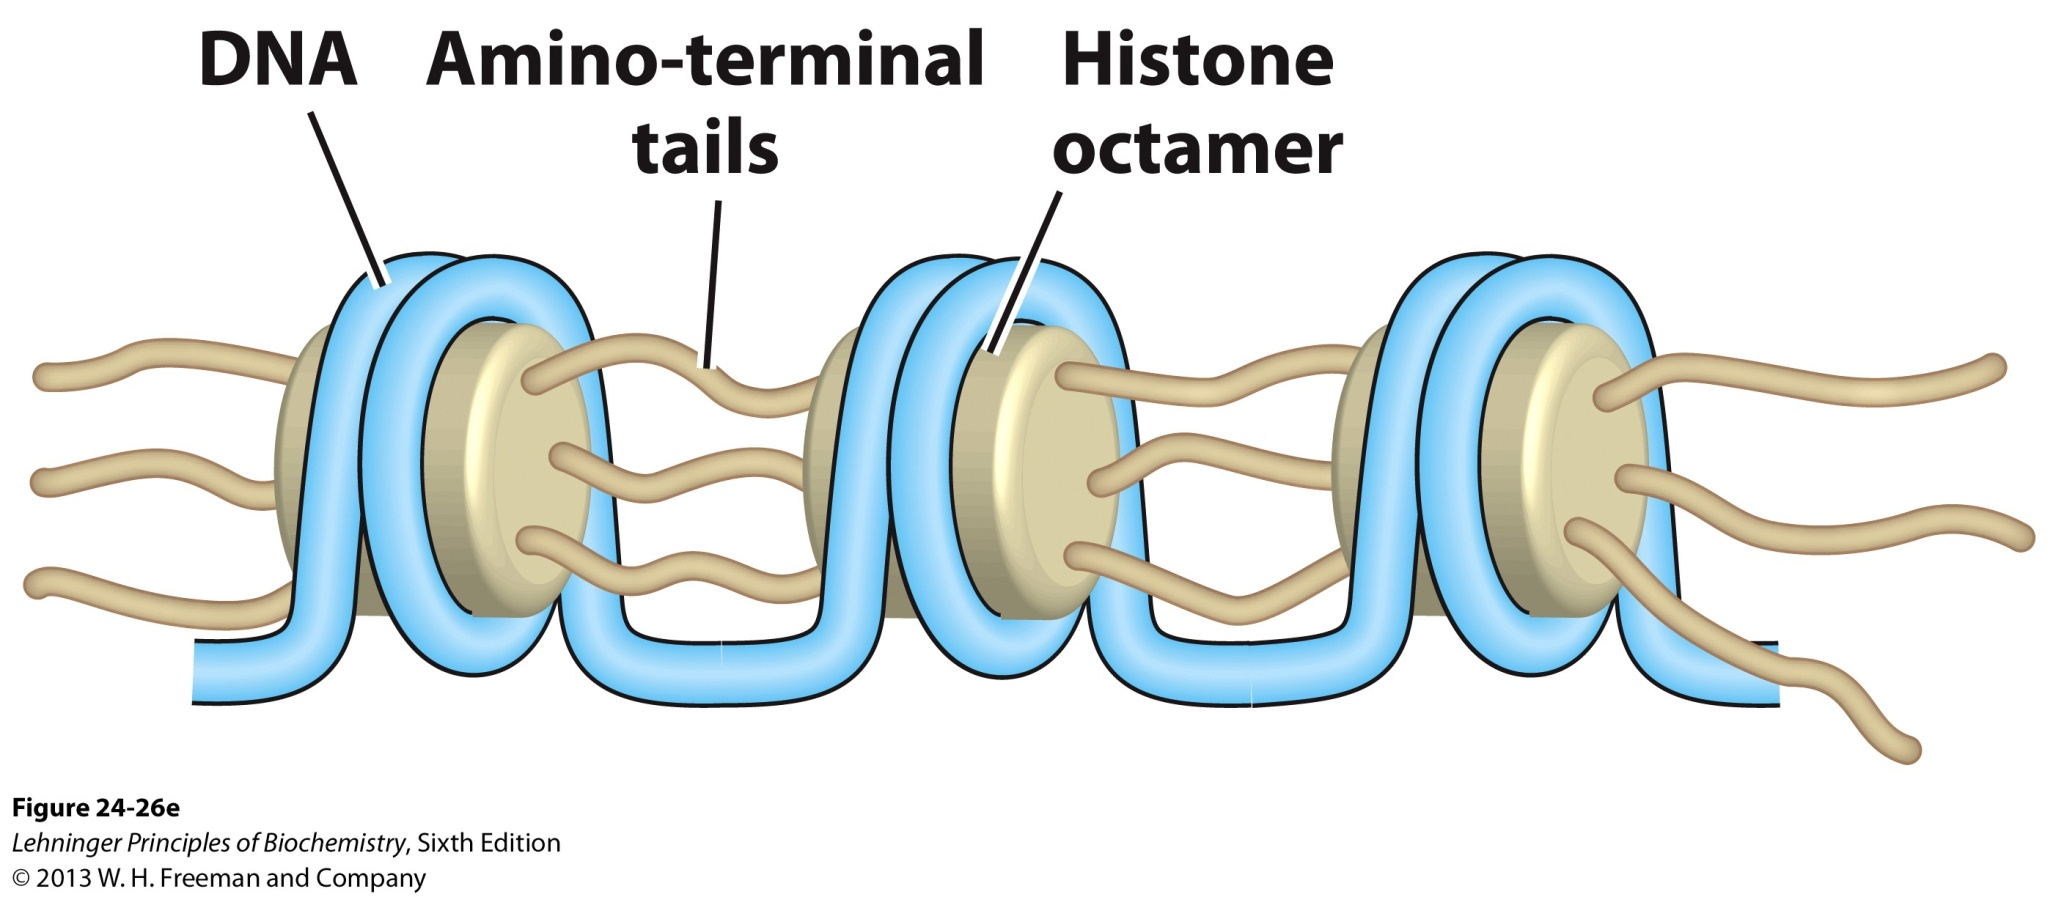 DNA
Amino-terminal
tails
Histone
octamer
Figure 24-26e
Lehninger Principles of Biochemistry, Sixth Edition
© 2013 W. H. Freeman and Company